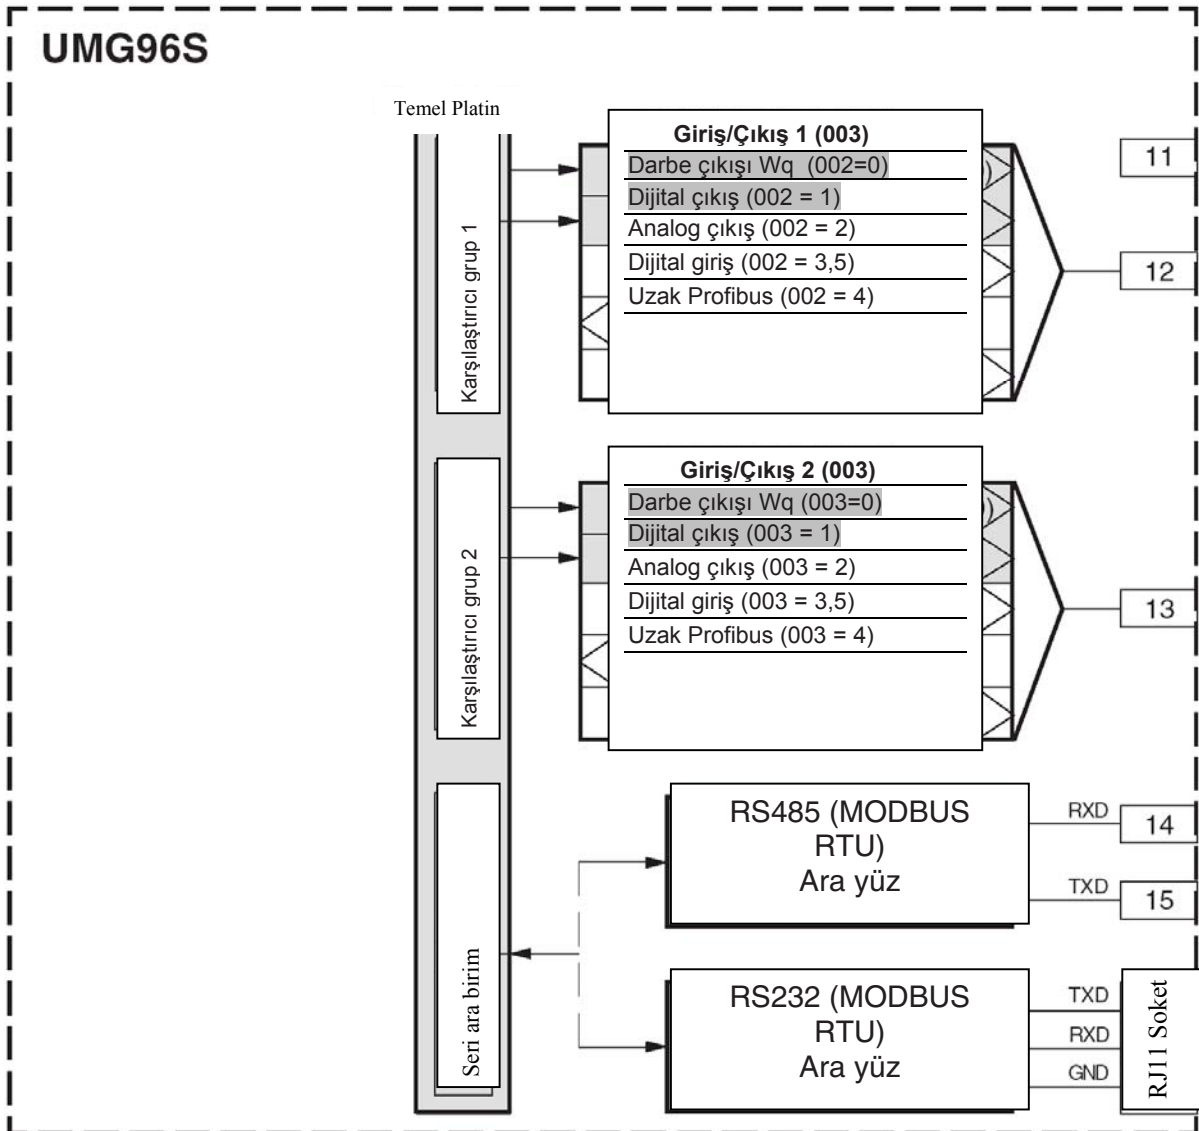 UMG96S
Temel Platin
Karşılaştırıcı grup 1
Giriş/Çıkış 1 (003)
Darbe çıkışı Wq (002=0)
Dijital çıkış (002 = 1)
Analog çıkış (002 = 2)
Dijital giriş (002 = 3,5)
Uzak Profibus (002 = 4)
11
12
Karşılaştırıcı grup 2
Giriş/Çıkış 2 (003)
Darbe çıkışı Wq (003=0)
Dijital çıkış (003 = 1)
Analog çıkış (003 = 2)
Dijital giriş (003 = 3,5)
Uzak Profibus (003 = 4)
13
Seri ara birim
RS485 (MODBUS
RTU)
Ara yüz
RXD
14
TXD
15
RS232 (MODBUS
RTU)
Ara yüz
TXD
RXD
GND
RJ11 Soket